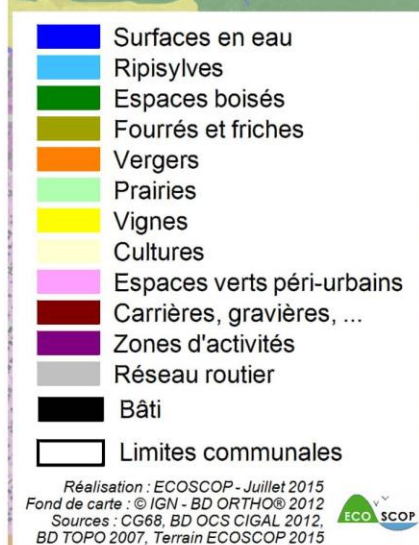 Surfaces en eau
Ripisylves
Espaces boisés
Fourrés et friches
Vergers
Prairies
Vignes
Cultures
Espaces verts péri-urbains
Carrières, gravières, ...
Zones d'activités
Réseau routier
Bâti
Limites communales
Réalisation : ECOSCOP - Juillet 2015
Fond de carte : © IGN - BD ORTHO® 2012
Sources : CG68, BD OCS CIGAL 2012,
BD TOPO 2007, Terrain ECOSCOP 2015
ECO SCOP